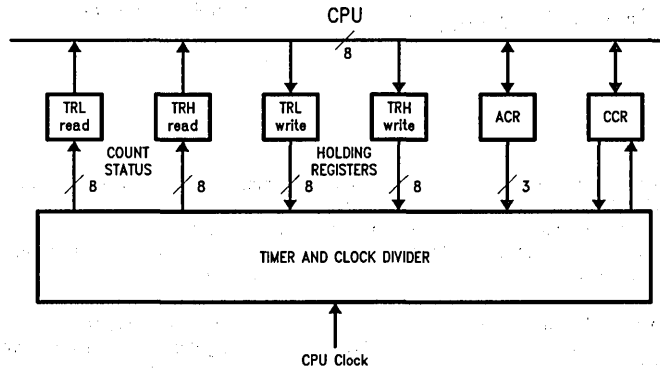 CPU
8
TRL
read
TRH
read
TRL
write
TRH
write
ACR
CCR
COUNT
STATUS
HOLDING
REGISTERS
8
8
8
8
3
TIMER AND CLOCK DIVIDER
CPU Clock